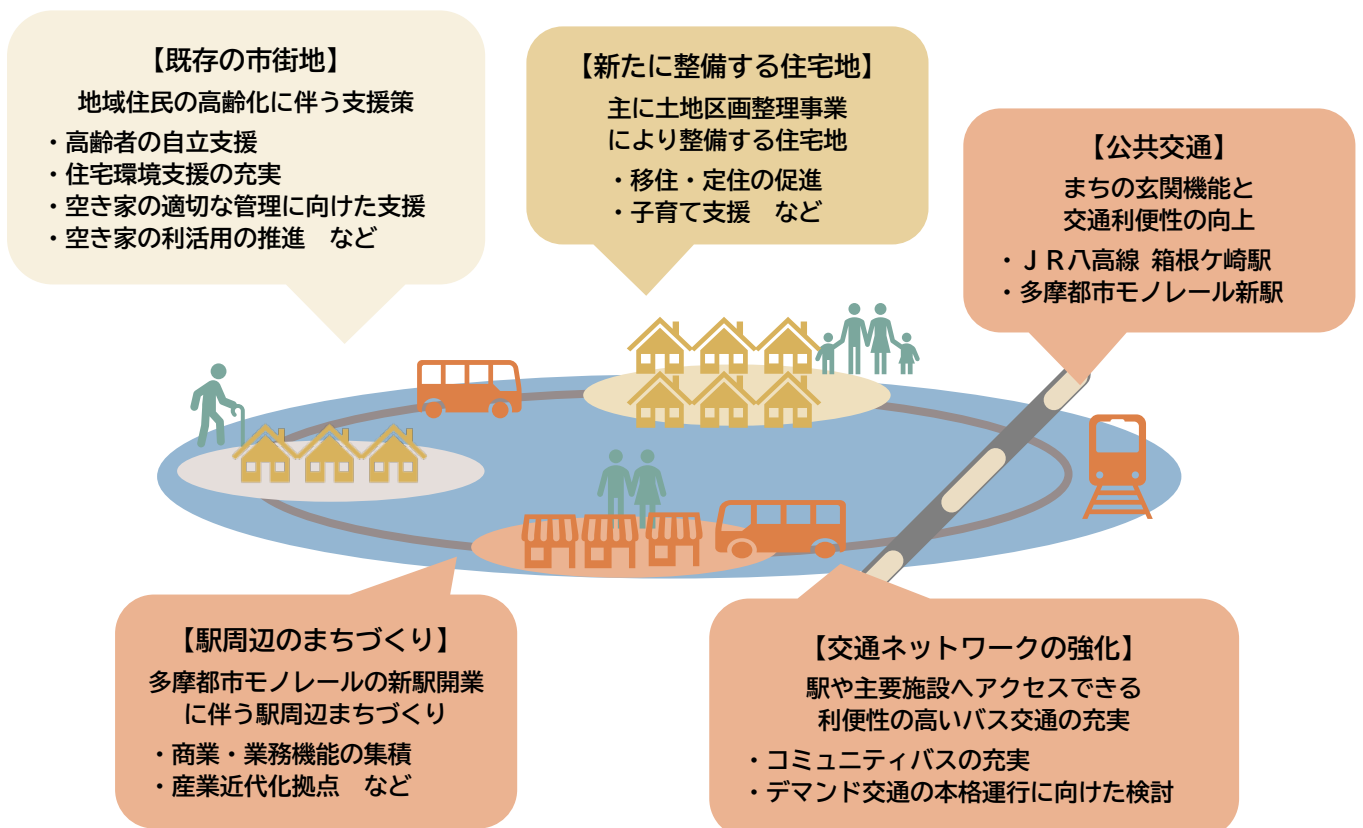 【既存の市街地】
地域住民の高齢化に伴う支援策
・高齢者の自立支援
・住宅環境支援の充実
・空き家の適切な管理に向けた支援
・空き家の利活用の推進　など
【新たに整備する住宅地】
主に土地区画整理事業
により整備する住宅地
・移住・定住の促進
・子育て支援　など
【公共交通】
まちの玄関機能と
交通利便性の向上
・ＪＲ八高線 箱根ケ崎駅
・多摩都市モノレール新駅
【駅周辺のまちづくり】
多摩都市モノレールの新駅開業
に伴う駅周辺まちづくり
・商業・業務機能の集積
・産業近代化拠点　など
【交通ネットワークの強化】
駅や主要施設へアクセスできる
利便性の高いバス交通の充実
・コミュニティバスの充実
・デマンド交通の本格運行に向けた検討